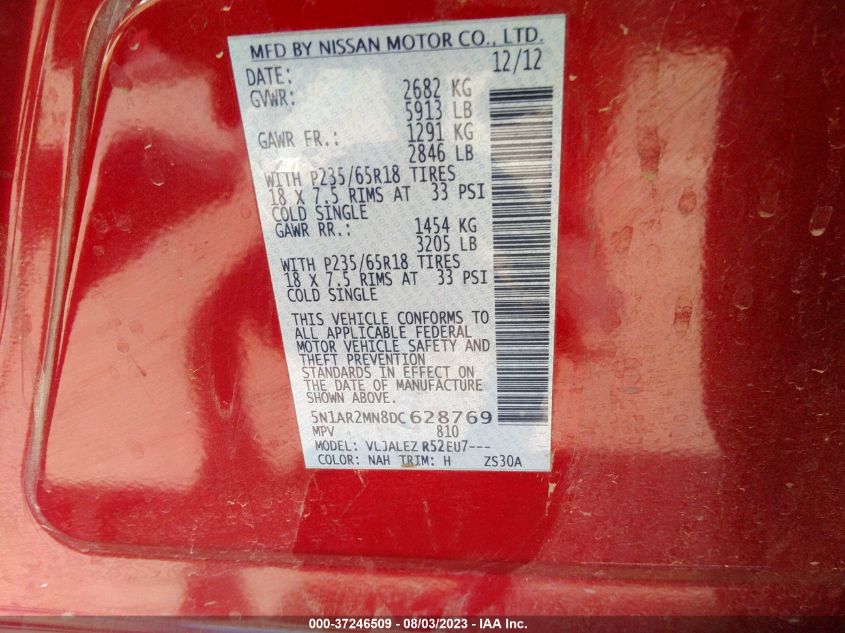 MFD BY NISSAN MOTOR CO., LTD.
DATE: 12/12
GVWR: 2682 KG
5913 LB
GAWR FR.: 1291 KG
2846 LB
WITH P235/65R18 TIRES
18 X 7.5 RIMS AT 33 PSI
COLD SINGLE
GAWR RR.: 1454 KG
3205 LB
WITH P235/65R18 TIRES
18 X 7.5 RIMS AT 33 PSI
COLD SINGLE
THIS VEHICLE CONFORMS TO
ALL APPLICABLE FEDERAL
MOTOR VEHICLE SAFETY AND
THEFT PREVENTION
STANDARDS IN EFFECT ON
THE DATE OF MANUFACTURE
SHOWN ABOVE.
5N1AR2MN8DC628769
MPV 810
MODEL: VLJALEZ R52EU7---
COLOR: NAH TRIM: H ZS30A
000-37246509 - 08/03/2023 - IAA Inc.